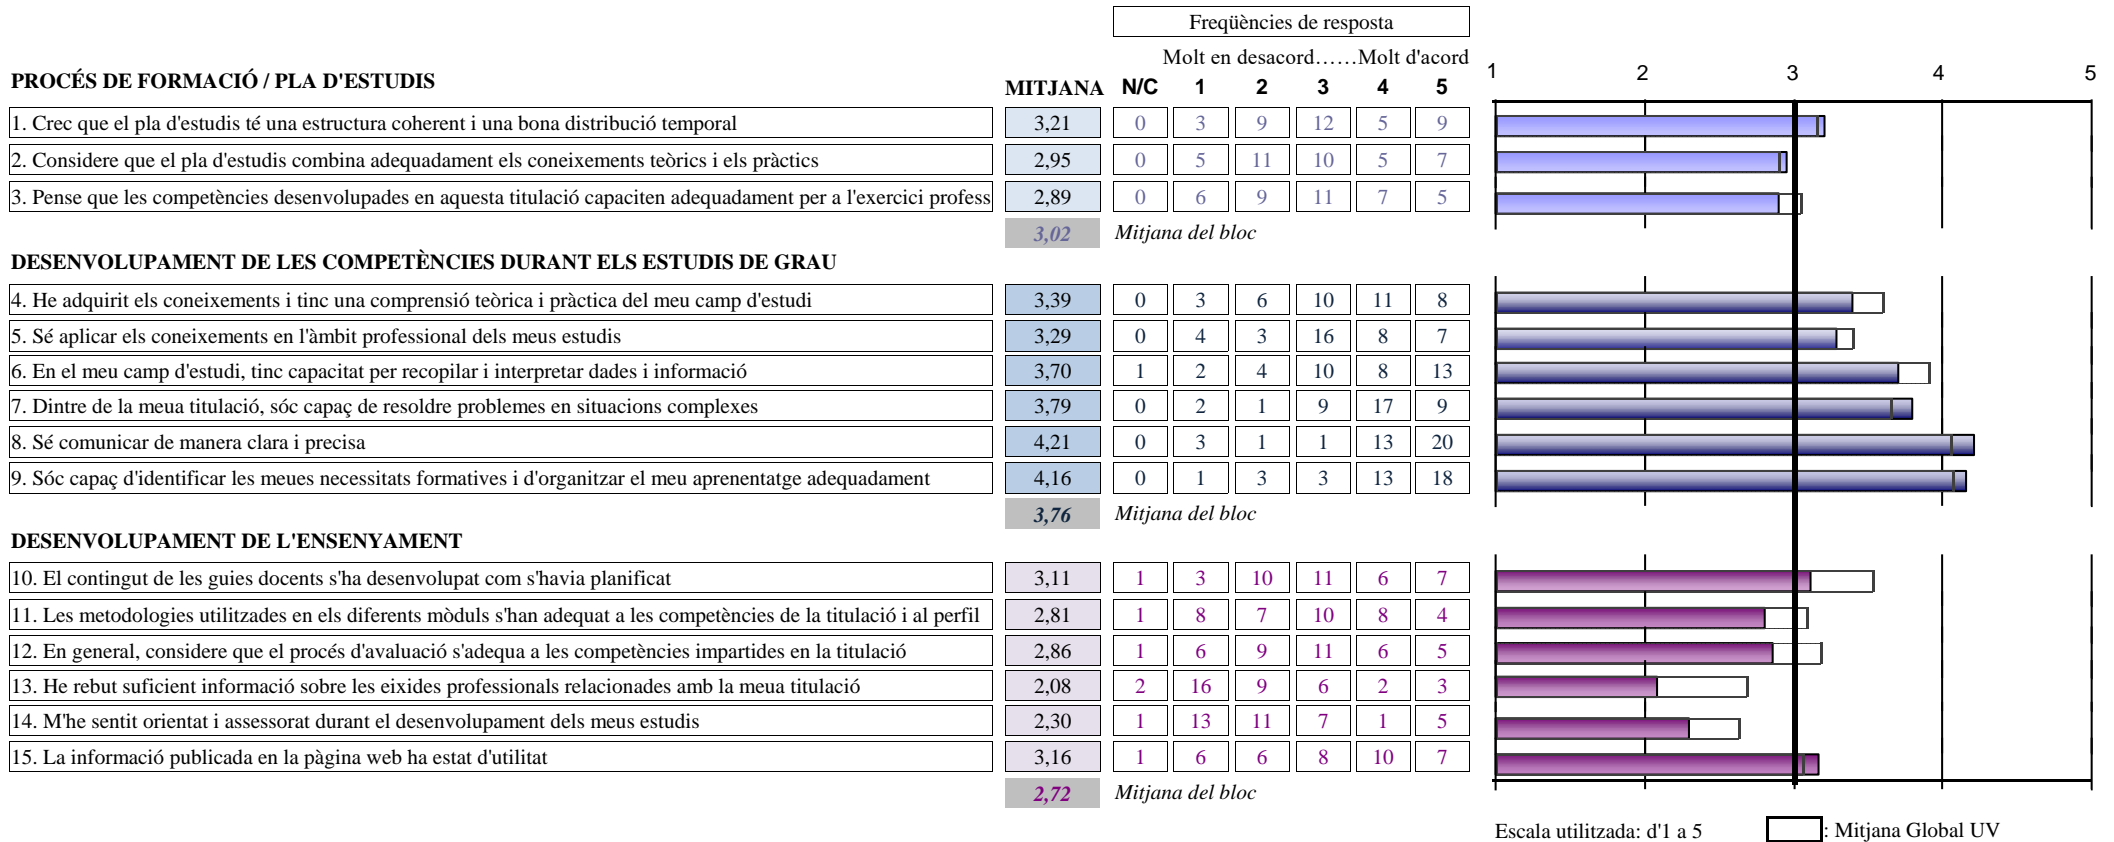 Freqüències de resposta
Molt en desacord……Molt d'acord
PROCÉS DE FORMACIÓ / PLA D'ESTUDIS MITJANA N/C 1 2 3 4 5
1 2 3 4 5
1. Crec que el pla d'estudis té una estructura coherent i una bona distribució temporal 3,21 0 3 9 12 5 9
2. Considere que el pla d'estudis combina adequadament els coneixements teòrics i els pràctics 2,95 0 5 11 10 5 7
3. Pense que les competències desenvolupades en aquesta titulació capaciten adequadament per a l'exercici profess 2,89 0 6 9 11 7 5
3,02 Mitjana del bloc
DESENVOLUPAMENT DE LES COMPETÈNCIES DURANT ELS ESTUDIS DE GRAU
4. He adquirit els coneixements i tinc una comprensió teòrica i pràctica del meu camp d'estudi 3,39 0 3 6 10 11 8
5. Sé aplicar els coneixements en l'àmbit professional dels meus estudis 3,29 0 4 3 16 8 7
6. En el meu camp d'estudi, tinc capacitat per recopilar i interpretar dades i informació 3,70 1 2 4 10 8 13
7. Dintre de la meua titulació, sóc capaç de resoldre problemes en situacions complexes 3,79 0 2 1 9 17 9
8. Sé comunicar de manera clara i precisa 4,21 0 3 1 1 13 20
9. Sóc capaç d'identificar les meues necessitats formatives i d'organitzar el meu aprenentatge adequadament 4,16 0 1 3 3 13 18
3,76 Mitjana del bloc
DESENVOLUPAMENT DE L'ENSENYAMENT
10. El contingut de les guies docents s'ha desenvolupat com s'havia planificat 3,11 1 3 10 11 6 7
11. Les metodologies utilitzades en els diferents mòduls s'han adequat a les competències de la titulació i al perfil 2,81 1 8 7 10 8 4
12. En general, considere que el procés d'avaluació s'adequa a les competències impartides en la titulació 2,86 1 6 9 11 6 5
13. He rebut suficient informació sobre les eixides professionals relacionades amb la meua titulació 2,08 2 16 9 6 2 3
14. M'he sentit orientat i assessorat durant el desenvolupament dels meus estudis 2,30 1 13 11 7 1 5
15. La informació publicada en la pàgina web ha estat d'utilitat 3,16 1 6 6 8 10 7
2,72 Mitjana del bloc
Escala utilitzada: d'1 a 5 : Mitjana Global UV